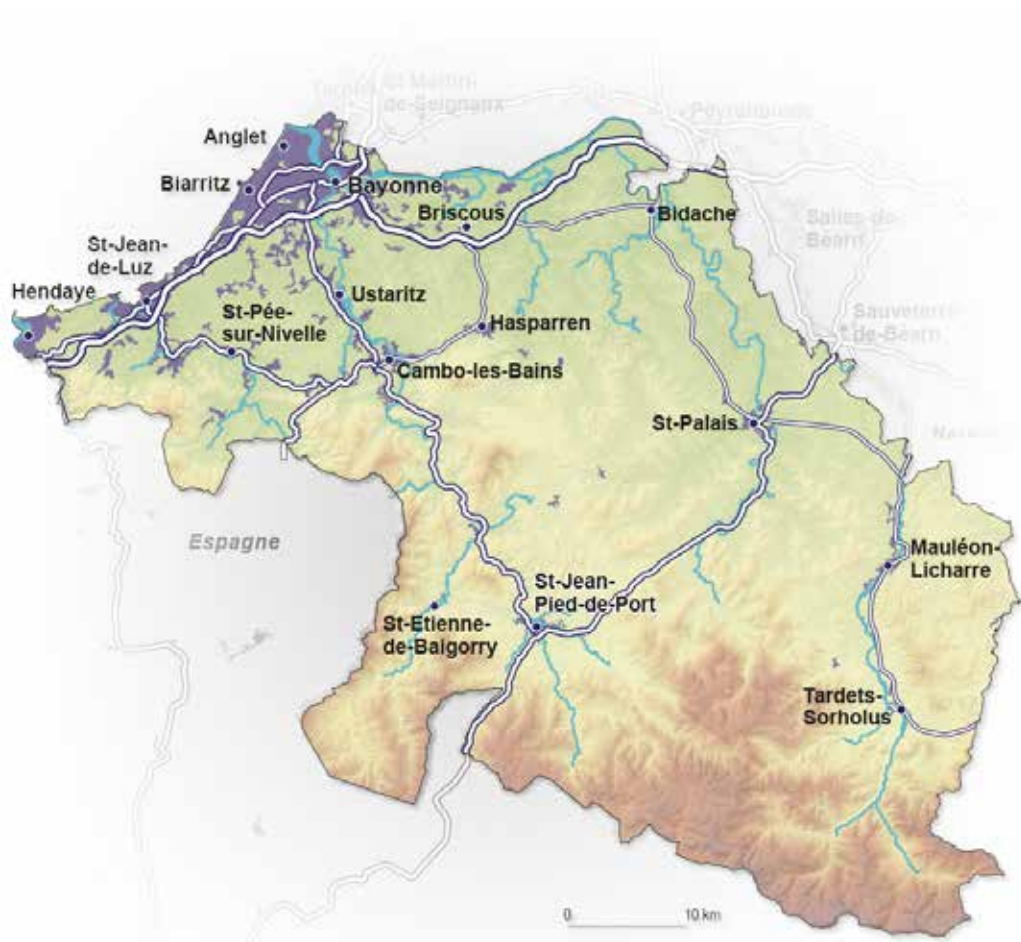 St Martin
de-Seignanx
Peyrehorade
Anglet
Biarritz
Bayonne
Briscous
Bidache
Salies-de-
Béarn
St-Jean-
de-Luz
Hendaye
Ustaritz
St-Pée-
sur-Nivelle
Hasparren
Sauveterre-
de-Béarn
Cambo-les-Bains
St-Palais
Espagne
Mauléon-
Licharre
St-Jean-
Pied-de-Port
St-Etienne-
de-Baigorry
Tardets-
Sorholus
0
10 km